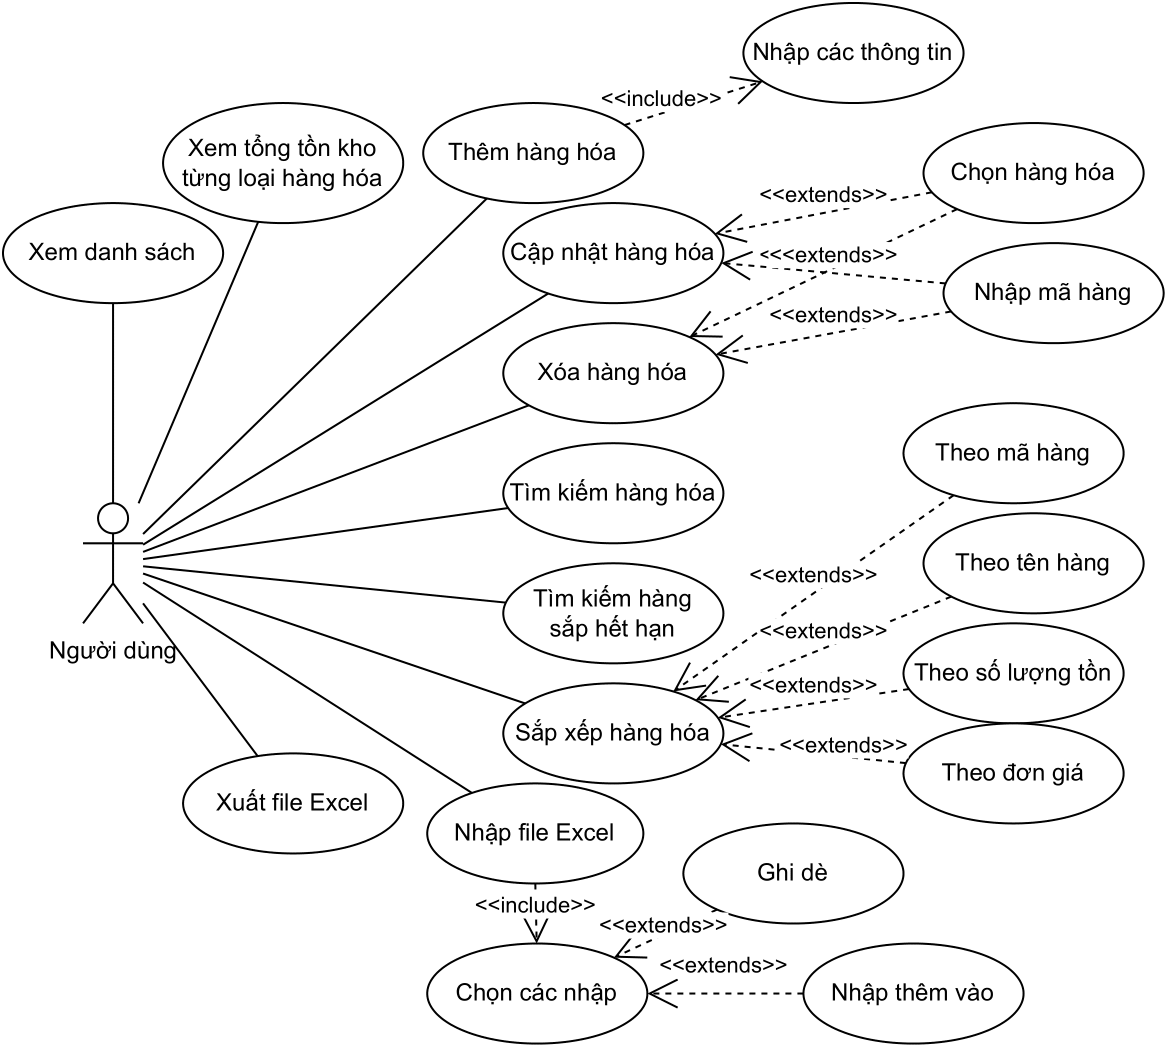 Nhập các thông tin
<<include>>
Xem tổng tồn kho
từng loại hàng hóa
Thêm hàng hóa
Chọn hàng hóa
<<extends>>
Xem danh sách
Cập nhật hàng hóa
<<<extends>>
Nhập mã hàng
<<extends>>
Xóa hàng hóa
Theo mã hàng
Tìm kiếm hàng hóa
Theo tên hàng
<<extends>>
Tìm kiếm hàng
sắp hết hạn
<<extends>>
Người dùng
Theo số lượng tồn
<<extends>>
Sắp xếp hàng hóa
<<extends>>
Theo đơn giá
Xuất file Excel
Nhập file Excel
Ghi dè
<<include>>
<<extends>>
<<extends>>
Chọn các nhập
Nhập thêm vào